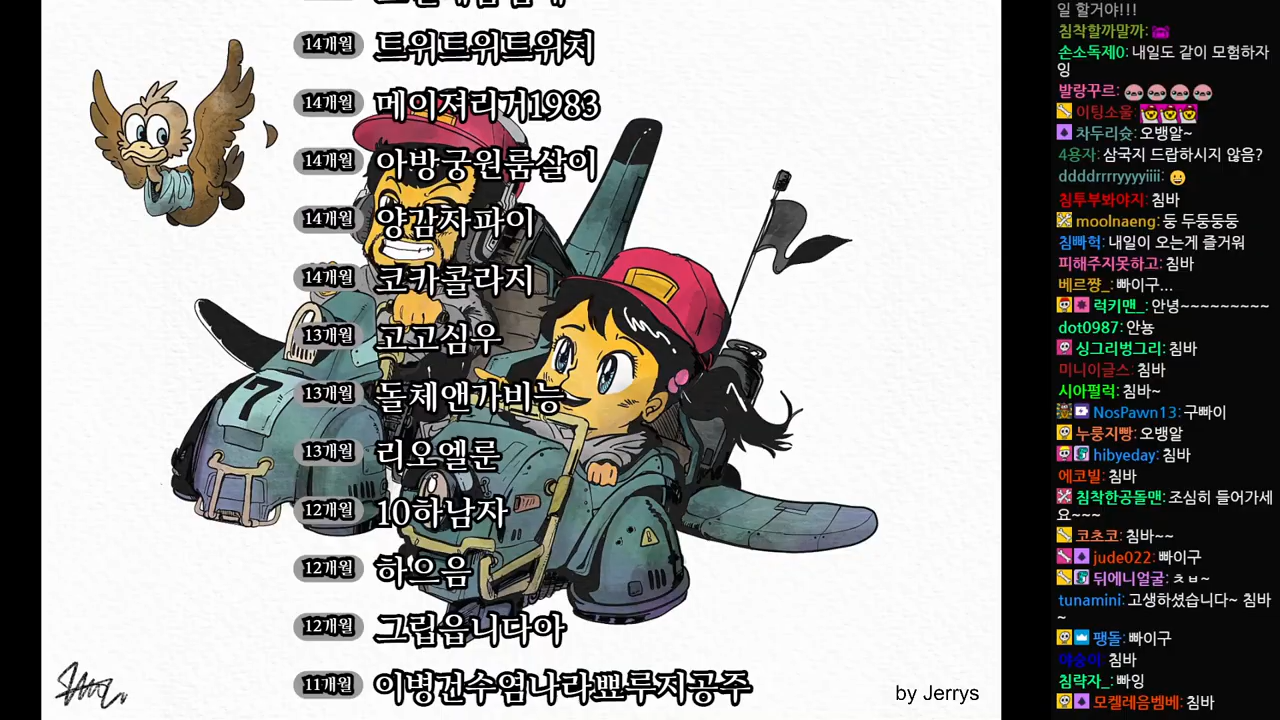 14개월 트위트위트위치
14개월 메이저리거1983
14개월 아방궁원룸살이
14개월 양감자파이
14개월 코카콜라지
13개월 고고심우
13개월 돌체앤가비능
13개월 리오엘룬
12개월 10하남자
12개월 하으음
12개월 그립읍니다아
11개월 이병건수염나라뽀루지공주
7
by Jerrys
일 할거야!!!
침착할까말까:
손소독제0: 내일도 같이 모험하자
잉
발랑꾸르:
이팅소울:
차두리슛: 오뱅알~
4용자: 삼국지 드랍하시지 않음?
ddddrrrryyyyiiii:
침투부봐야지: 침바
moolnaeng: 둥 두둥둥둥
침빠혁: 내일이 오는게 즐거워
피해주지못하고: 침바
베르쨩_: 빠이구...
럭키맨_: 안녕~~~~~~~~~
dot0987: 안뇽
싱그리벙그리: 침바
미니이글스: 침바
시아펄럭: 침바~
NosPawn13: 구빠이
누룽지빵: 오뱅알
hibyeday: 침바
에코빌: 침바
침착한공돌맨: 조심히 들어가세
요~~~
코초코: 침바~~
jude022: 빠이구
뒤에니얼굴: ㅊㅂ~
tunamini: 고생하셨습니다~ 침바
~
팽돌: 빠이구
야숭이: 침바
침략자_: 빠잉
모켈레음벰베: 침바